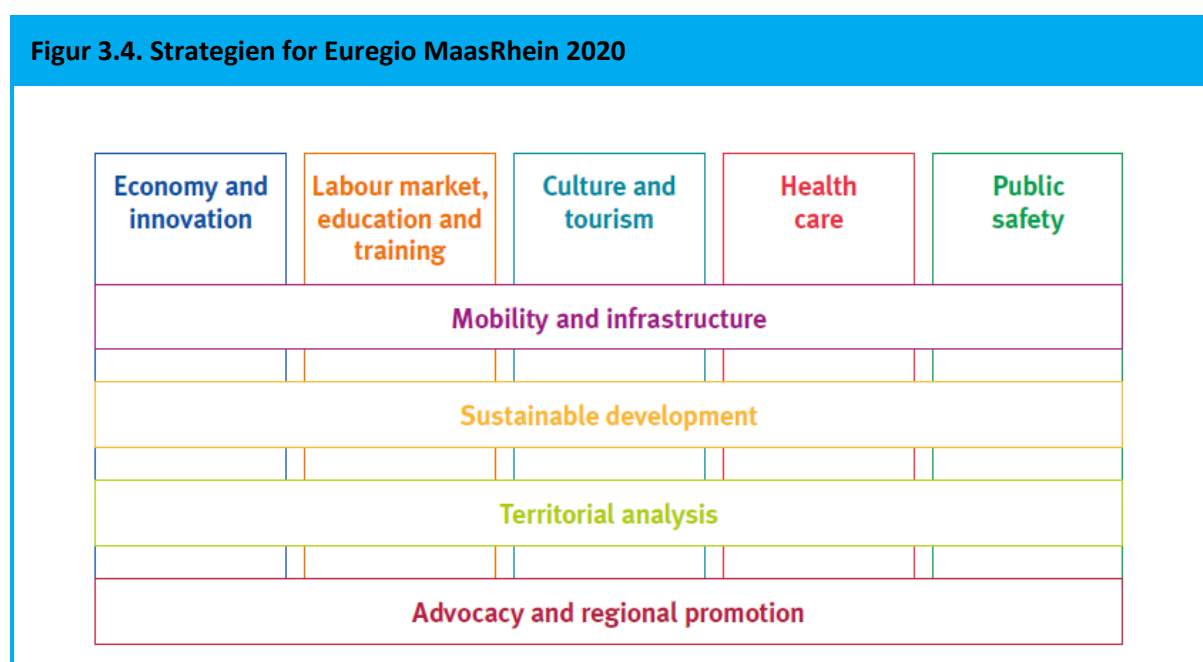 Figur 3.4. Strategien for Euregio MaasRhein 2020
Economy and
innovation
Labour market,
education and
training
Culture and
tourism
Health
care
Public
safety
Mobility and infrastructure
Sustainable development
Territorial analysis
Advocacy and regional promotion